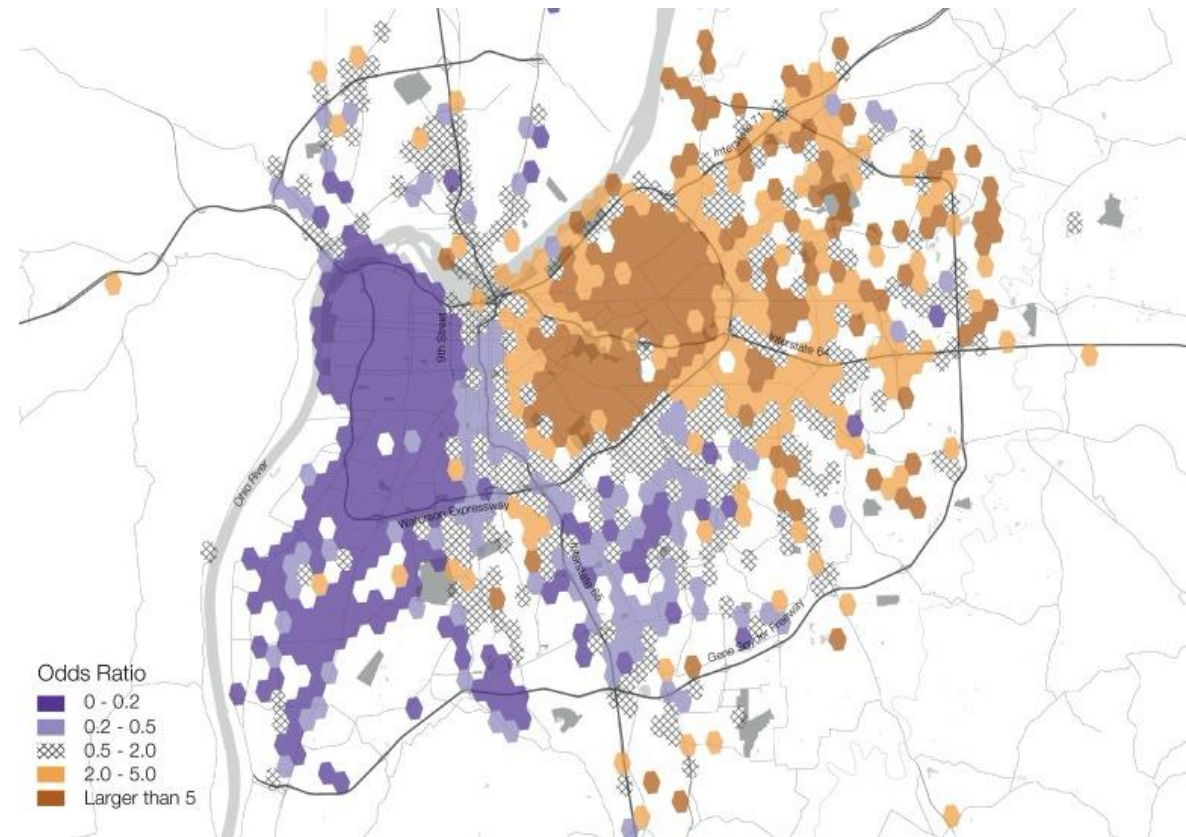 Interstate 71
9th Street
Interstate 64
Ohio River
Watterson Expressway
Interstate 65
Gene Snyder Freeway
Odds Ratio
0 - 0.2
0.2 - 0.5
0.5 - 2.0
2.0 - 5.0
Larger than 5